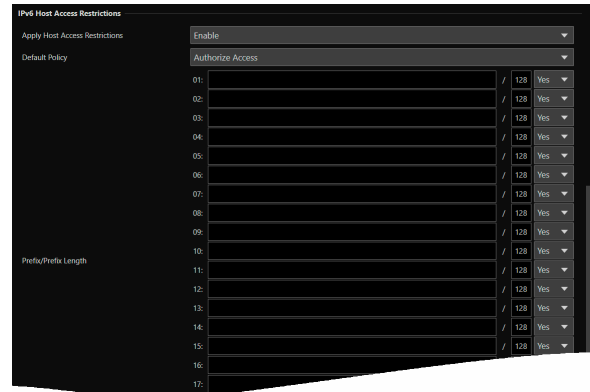 IPv6 Host Access Restrictions
Apply Host Access Restrictions Enable
Default Policy Authorize Access
Prefix/Prefix Length
01: / 128 Yes
02: / 128 Yes
03: / 128 Yes
04: / 128 Yes
05: / 128 Yes
06: / 128 Yes
07: / 128 Yes
08: / 128 Yes
09: / 128 Yes
10: / 128 Yes
11: / 128 Yes
12: / 128 Yes
13: / 128 Yes
14: / 128 Yes
15: / 128 Yes
16:
17: